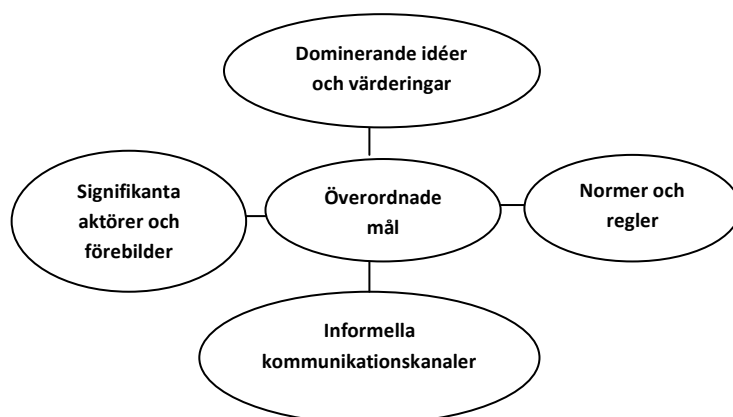 Dominerande idéer
och värderingar
Signifikanta
aktörer och
förebilder
Överordnade
mål
Normer och
regler
Informella
kommunikationskanaler